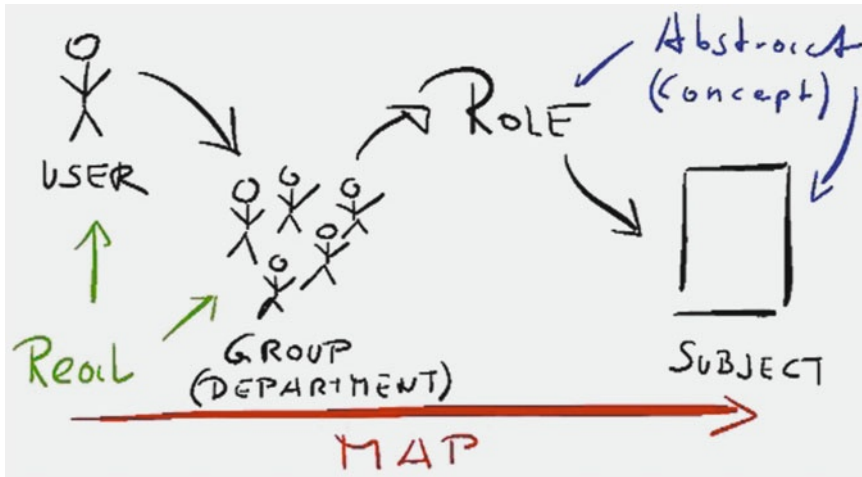 USER
Real
GROUP
(DEPARTMENT)
ROLE
Abstract
(Concept)
SUBJECT
MAP